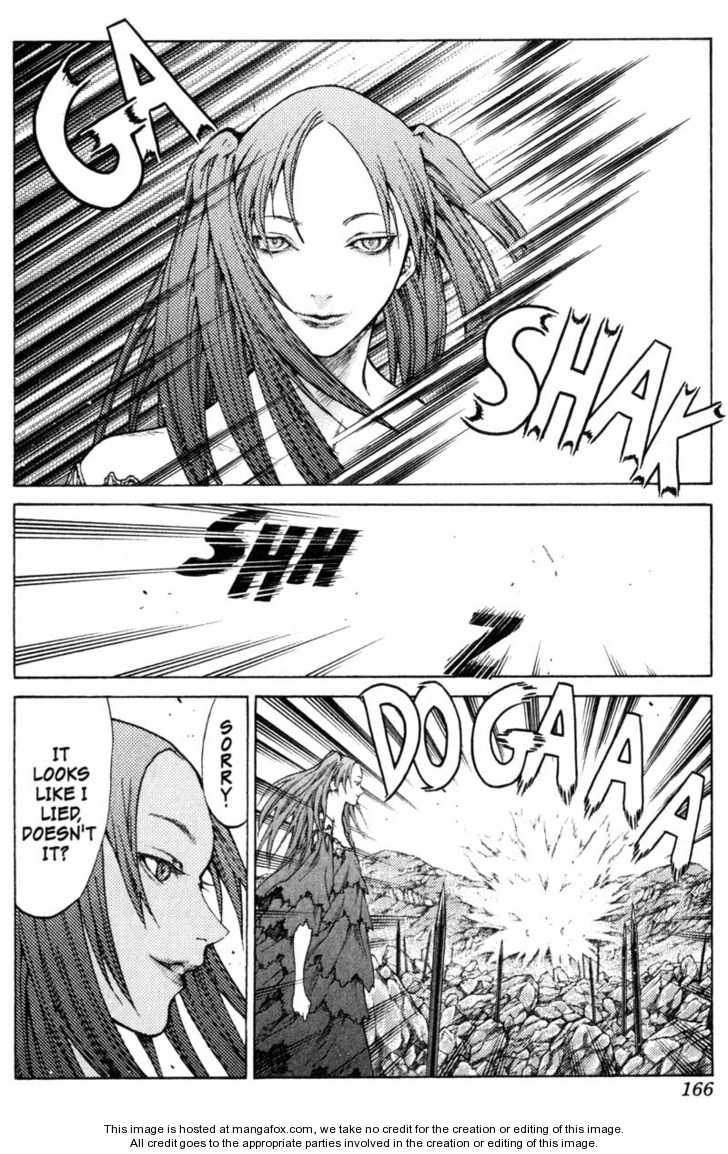 GA
SHAK
SHH
Z
DOGAAA
SORRY
IT
LOOKS
LIKE I
LIED,
DOESN'T
IT?
166
This image is hosted at mangafox.com, we take no credit for the creation or editing of this image.
All credit goes to the appropriate parties involved in the creation or editing of this image.